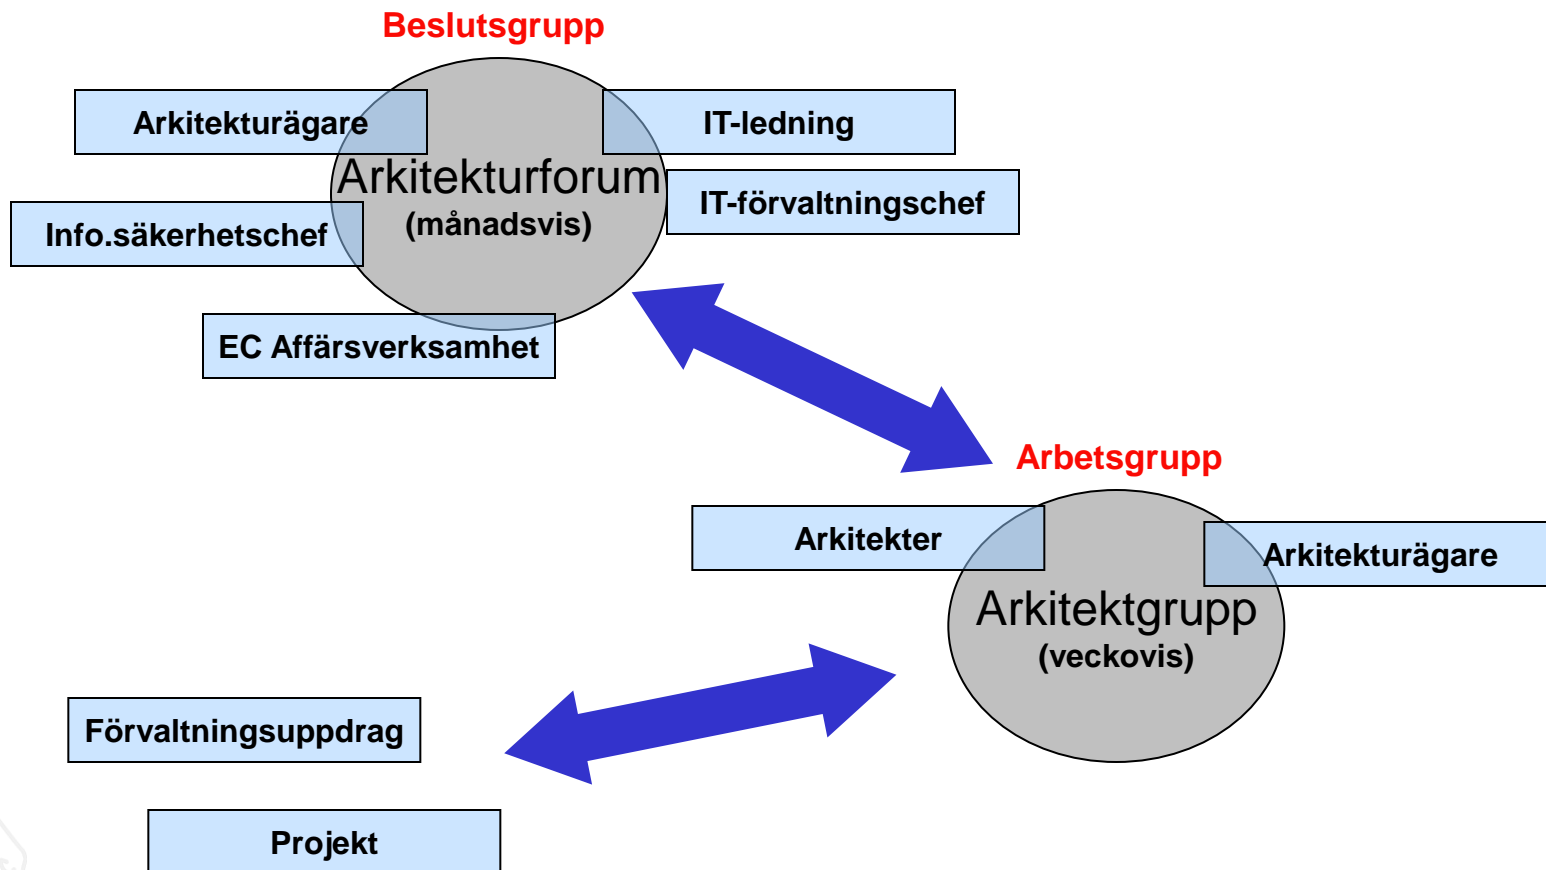 Beslutsgrupp
Arkitekturägare
IT-ledning
Arkitekturforum
(månadsvis)
IT-förvaltningschef
Info.säkerhetschef
EC Affärsverksamhet
Arbetsgrupp
Arkitekter
Arkitekturägare
Arkitektgrupp
(veckovis)
Förvaltningsuppdrag
Projekt